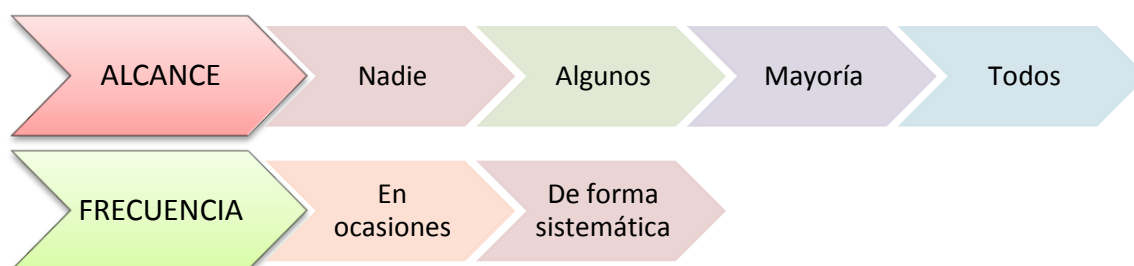 ALCANCE Nadie Algunos Mayoría Todos
FRECUENCIA En ocasiones De forma sistemática